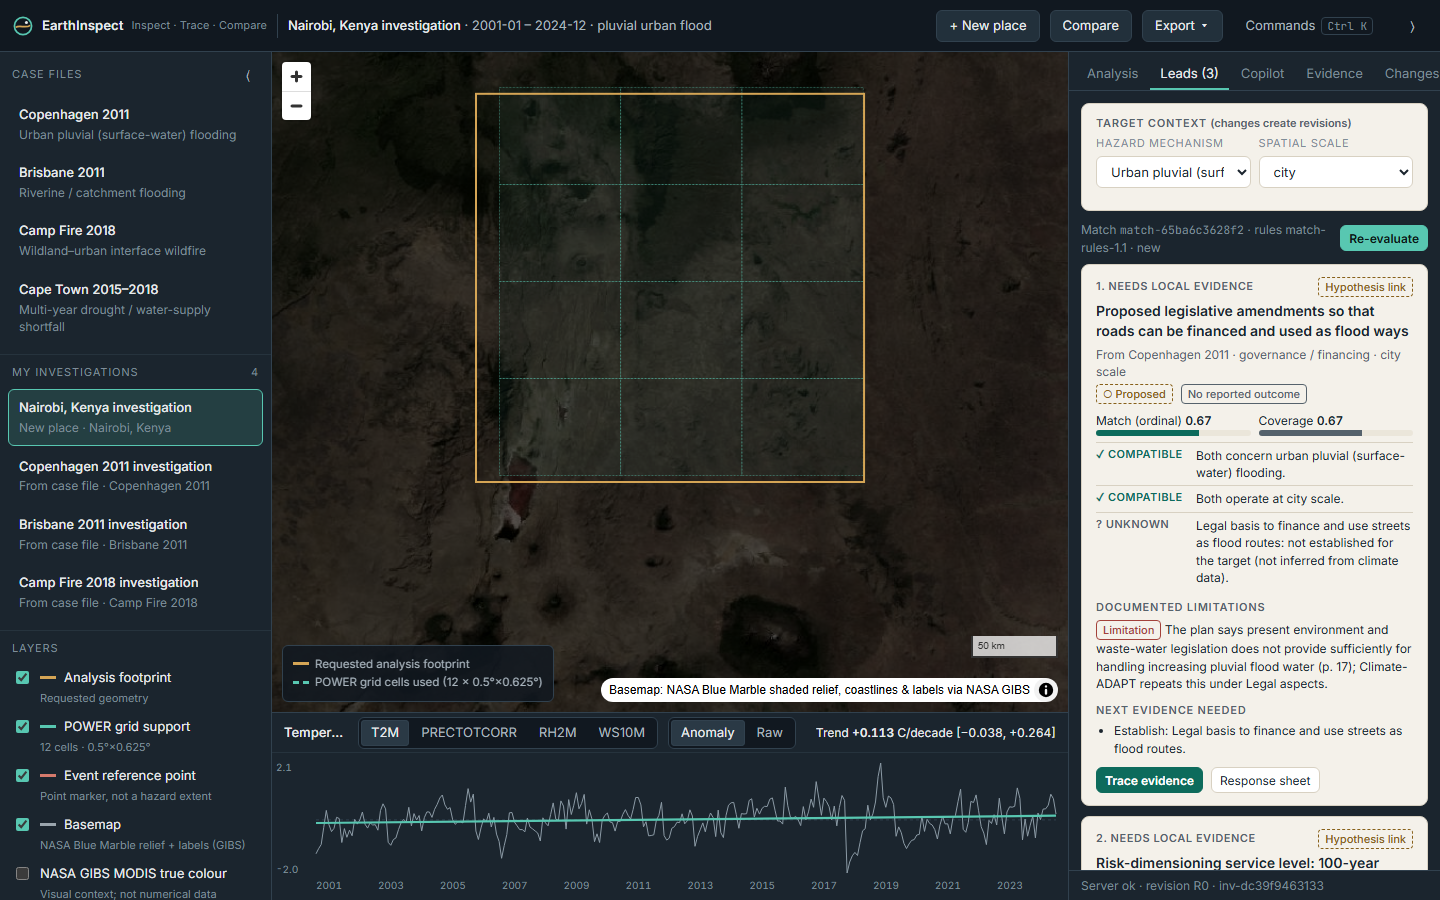 EarthInspect Inspect · Trace · Compare Nairobi, Kenya investigation · 2001-01 – 2024-12 · pluvial urban flood + New place Compare Export Commands Ctrl K
CASE FILES
Copenhagen 2011
Urban pluvial (surface-water) flooding
Brisbane 2011
Riverine / catchment flooding
Camp Fire 2018
Wildland–urban interface wildfire
Cape Town 2015–2018
Multi-year drought / water-supply
shortfall
MY INVESTIGATIONS 4
Nairobi, Kenya investigation
New place · Nairobi, Kenya
Copenhagen 2011 investigation
From case file · Copenhagen 2011
Brisbane 2011 investigation
From case file · Brisbane 2011
Camp Fire 2018 investigation
From case file · Camp Fire 2018
LAYERS
Analysis footprint
Requested geometry
POWER grid support
12 cells · 0.5°×0.625°
Event reference point
Point marker, not a hazard extent
Basemap
NASA Blue Marble relief + labels (GIBS)
NASA GIBS MODIS true colour
Visual context; not numerical data
+
−
Requested analysis footprint
POWER grid cells used (12 × 0.5°×0.625°)
50 km
Basemap: NASA Blue Marble shaded relief, coastlines & labels via NASA GIBS
Temper... T2M PRECTOTCORR RH2M WS10M Anomaly Raw Trend +0.113 C/decade [−0.038, +0.264]
2.1
-2.0
2001 2003 2005 2007 2009 2011 2013 2015 2017 2019 2021 2023
Analysis Leads (3) Copilot Evidence Changes
TARGET CONTEXT (changes create revisions)
HAZARD MECHANISM SPATIAL SCALE
Urban pluvial (surf city
Match match-65ba6c3628f2 · rules match-
rules-1.1 · new
Re-evaluate
1. NEEDS LOCAL EVIDENCE Hypothesis link
Proposed legislative amendments so that
roads can be financed and used as flood ways
From Copenhagen 2011 · governance / financing · city
scale
Proposed No reported outcome
Match (ordinal) 0.67 Coverage 0.67
✓ COMPATIBLE Both concern urban pluvial (surface-
water) flooding.
✓ COMPATIBLE Both operate at city scale.
? UNKNOWN Legal basis to finance and use streets
as flood routes: not established for
the target (not inferred from climate
data).
DOCUMENTED LIMITATIONS
Limitation The plan says present environment and
waste-water legislation does not provide sufficiently for
handling increasing pluvial flood water (p. 17); Climate-
ADAPT repeats this under Legal aspects.
NEXT EVIDENCE NEEDED
• Establish: Legal basis to finance and use streets as
flood routes.
Trace evidence Response sheet
2. NEEDS LOCAL EVIDENCE Hypothesis link
Risk-dimensioning service level: 100-year
Server ok · revision R0 · inv-dc39f9463133